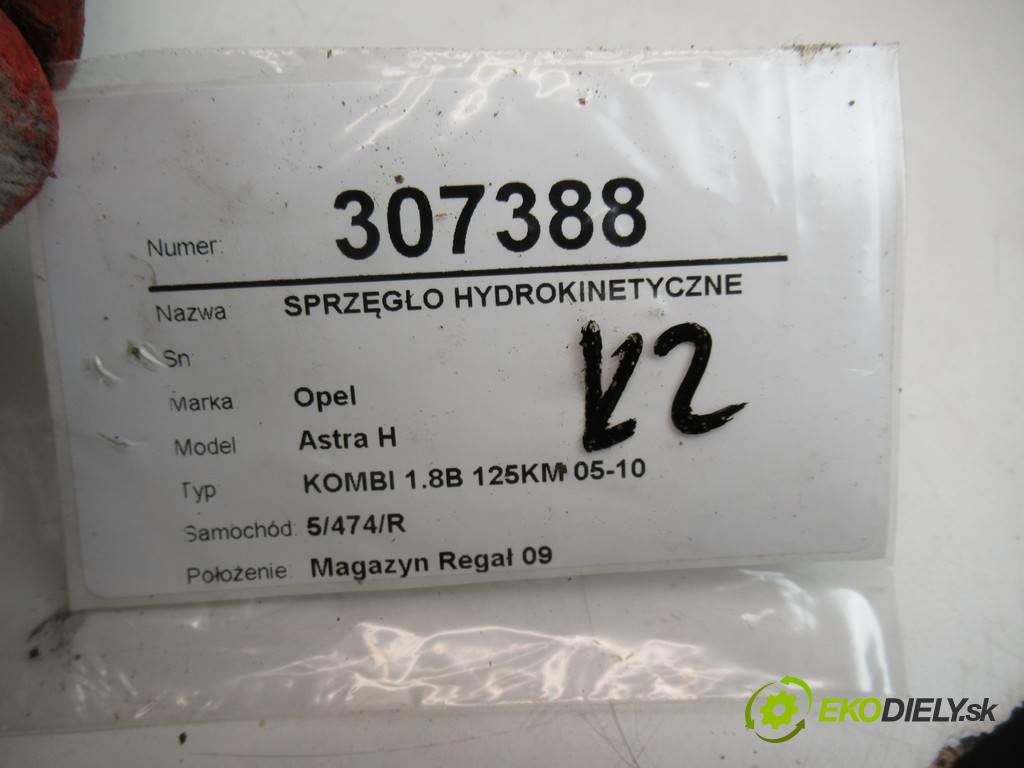 Numer: 307388
Nazwa SPRZĘGŁO HYDROKINETYCZNE
Sn
Marka Opel
Model Astra H
Typ KOMBI 1.8B 125KM 05-10
Samochód: 5/474/R
Położenie Magazyn Regał 09
EKODIELY.sk